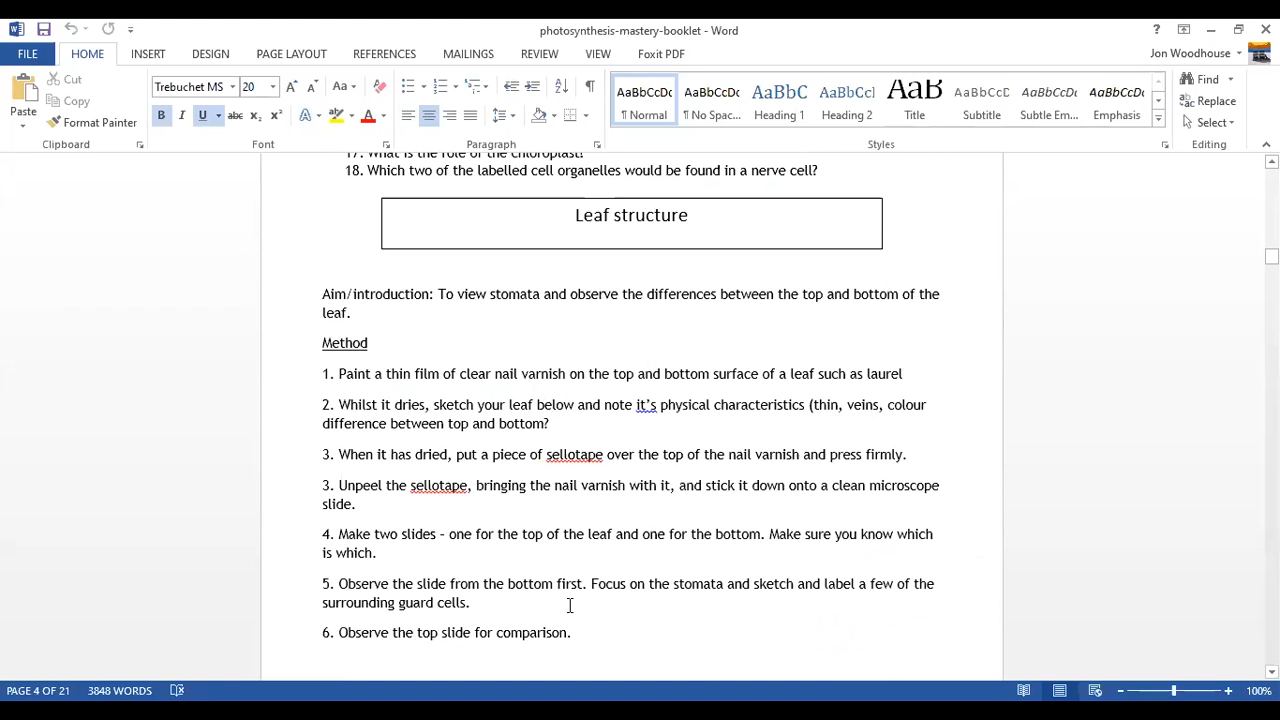 photosynthesis-mastery-booklet - Word
FILE HOME INSERT DESIGN PAGE LAYOUT REFERENCES MAILINGS REVIEW VIEW Foxit PDF
Jon Woodhouse
Paste
Cut
Copy
Format Painter
Clipboard
Trebuchet MS 20
Font
Paragraph
AaBbCcDc AaBbCcDc AaBbC AaBbCcI AaB AaBbCcD AaBbCcDc AaBbCcDc
¶ Normal ¶ No Spac... Heading 1 Heading 2 Title Subtitle Subtle Em... Emphasis
Styles
Find
Replace
Select
Editing
17. What is the role of the chloroplast?
18. Which two of the labelled cell organelles would be found in a nerve cell?
Leaf structure
Aim/introduction: To view stomata and observe the differences between the top and bottom of the
leaf.
Method
1. Paint a thin film of clear nail varnish on the top and bottom surface of a leaf such as laurel
2. Whilst it dries, sketch your leaf below and note it's physical characteristics (thin, veins, colour
difference between top and bottom?
3. When it has dried, put a piece of sellotape over the top of the nail varnish and press firmly.
3. Unpeel the sellotape, bringing the nail varnish with it, and stick it down onto a clean microscope
slide.
4. Make two slides – one for the top of the leaf and one for the bottom. Make sure you know which
is which.
5. Observe the slide from the bottom first. Focus on the stomata and sketch and label a few of the
surrounding guard cells.
6. Observe the top slide for comparison.
PAGE 4 OF 21 3848 WORDS
100%